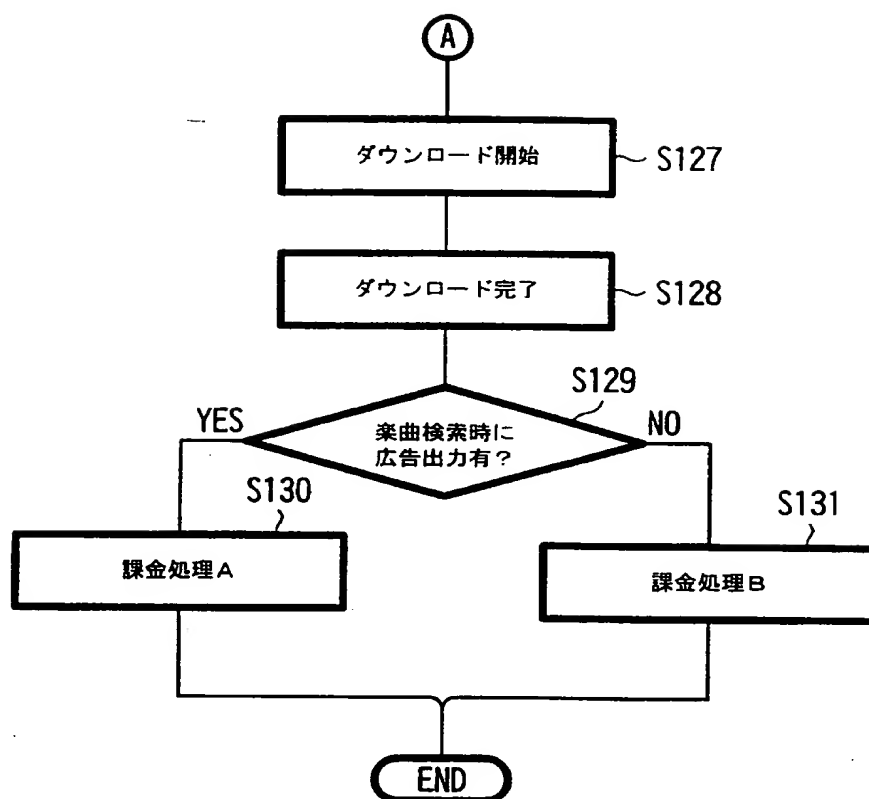 A
ダウンロード開始
S127
ダウンロード完了
S128
S129
YES
楽曲検索時に
広告出力有?
NO
S130
S131
課金処理A
課金処理B
END